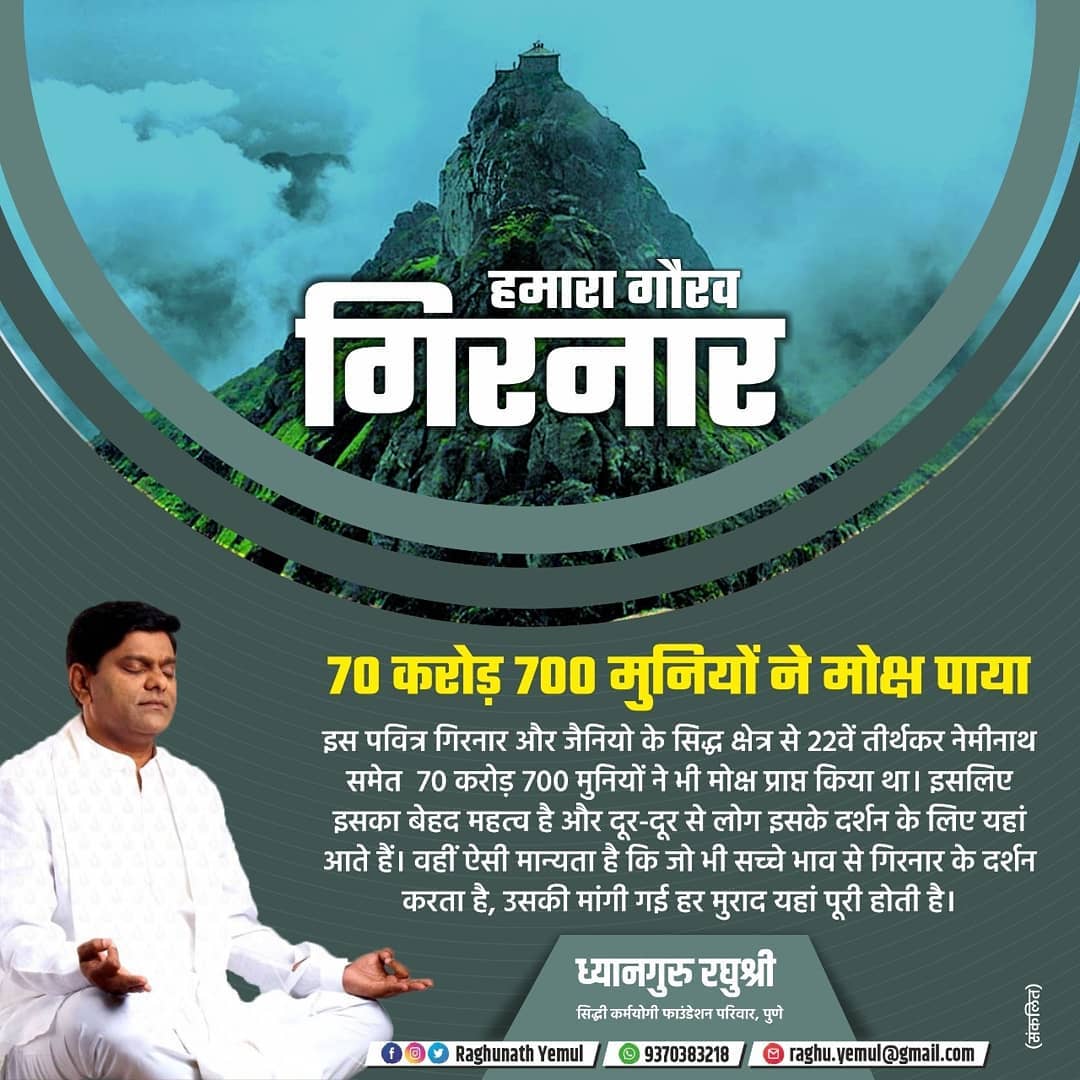 हमारा गौरव
गिरनार
70 करोड़ 700 मुनियों ने मोक्ष पाया
इस पवित्र गिरनार और जैनियो के सिद्ध क्षेत्र से 22वें तीर्थकर नेमीनाथ
समेत 70 करोड़ 700 मुनियों ने भी मोक्ष प्राप्त किया था। इसलिए
इसका बेहद महत्व है और दूर-दूर से लोग इसके दर्शन के लिए यहां
आते हैं। वहीं ऐसी मान्यता है कि जो भी सच्चे भाव से गिरनार के दर्शन
करता है, उसकी मांगी गई हर मुराद यहां पूरी होती है।
ध्यानगुरु रघुश्री
सिद्धी कर्मयोगी फाउंडेशन परिवार, पुणे
Raghunath Yemul 9370383218 raghu.yemul@gmail.com
(संकलित)